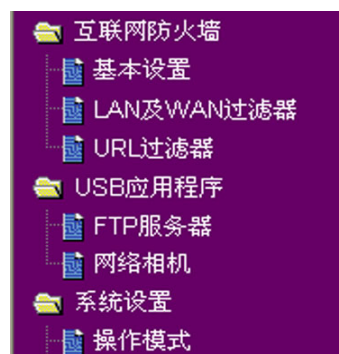 互联网防火墙
基本设置
LAN及WAN过滤器
URL过滤器
USB应用程序
FTP服务器
网络相机
系统设置
操作模式